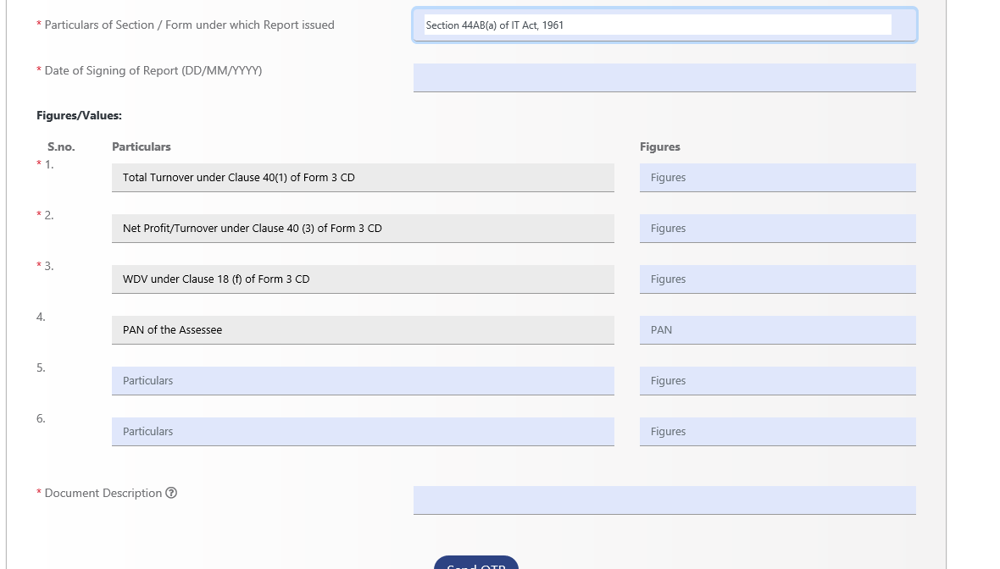 * Particulars of Section / Form under which Report issued
Section 44AB(a) of IT Act, 1961
* Date of Signing of Report (DD/MM/YYYY)
Figures/Values:
S.no. Particulars Figures
* 1. Total Turnover under Clause 40(1) of Form 3 CD Figures
* 2. Net Profit/Turnover under Clause 40 (3) of Form 3 CD Figures
* 3. WDV under Clause 18 (f) of Form 3 CD Figures
4. PAN of the Assessee PAN
5. Particulars Figures
6. Particulars Figures
* Document Description ?
Send OTP